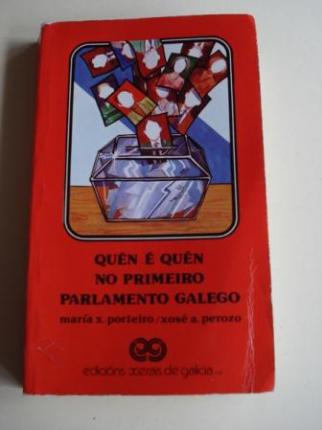 QUÉN É QUÉN
NO PRIMEIRO
PARLAMENTO GALEGO
maría x. porteiro/xosé a. perozo
edicións xerais de galicia